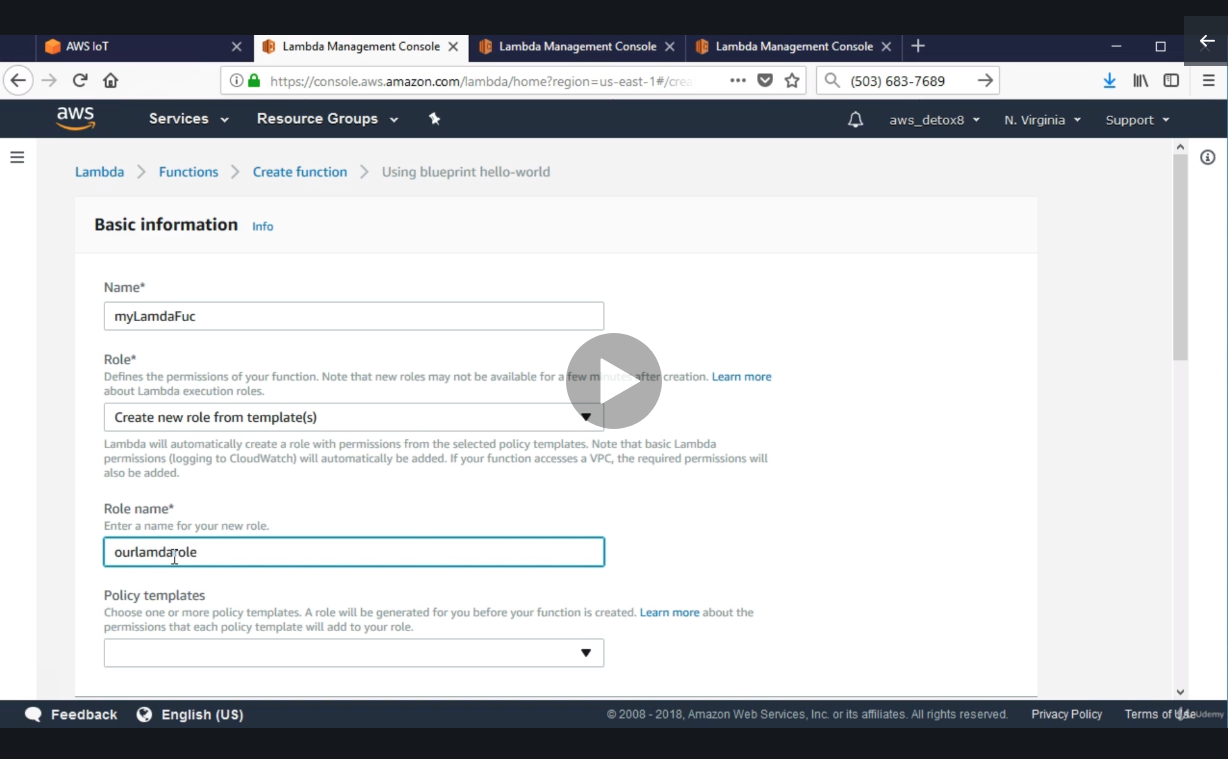 AWS IoT
Lambda Management Console
Lambda Management Console
Lambda Management Console
https://console.aws.amazon.com/lambda/home?region=us-east-1#/crea
(503) 683-7689
aws
Services
Resource Groups
aws_detox8
N. Virginia
Support
Lambda
Functions
Create function
Using blueprint hello-world
Basic information
Info
Name*
myLamdaFuc
Role*
Defines the permissions of your function. Note that new roles may not be available for a few minutes after creation. Learn more
about Lambda execution roles.
Create new role from template(s)
Lambda will automatically create a role with permissions from the selected policy templates. Note that basic Lambda
permissions (logging to CloudWatch) will automatically be added. If your function accesses a VPC, the required permissions will
also be added.
Role name*
Enter a name for your new role.
ourlamdarole
Policy templates
Choose one or more policy templates. A role will be generated for you before your function is created. Learn more about the
permissions that each policy template will add to your role.
Feedback
English (US)
© 2008 - 2018, Amazon Web Services, Inc. or its affiliates. All rights reserved.
Privacy Policy
Terms of Use
Udemy